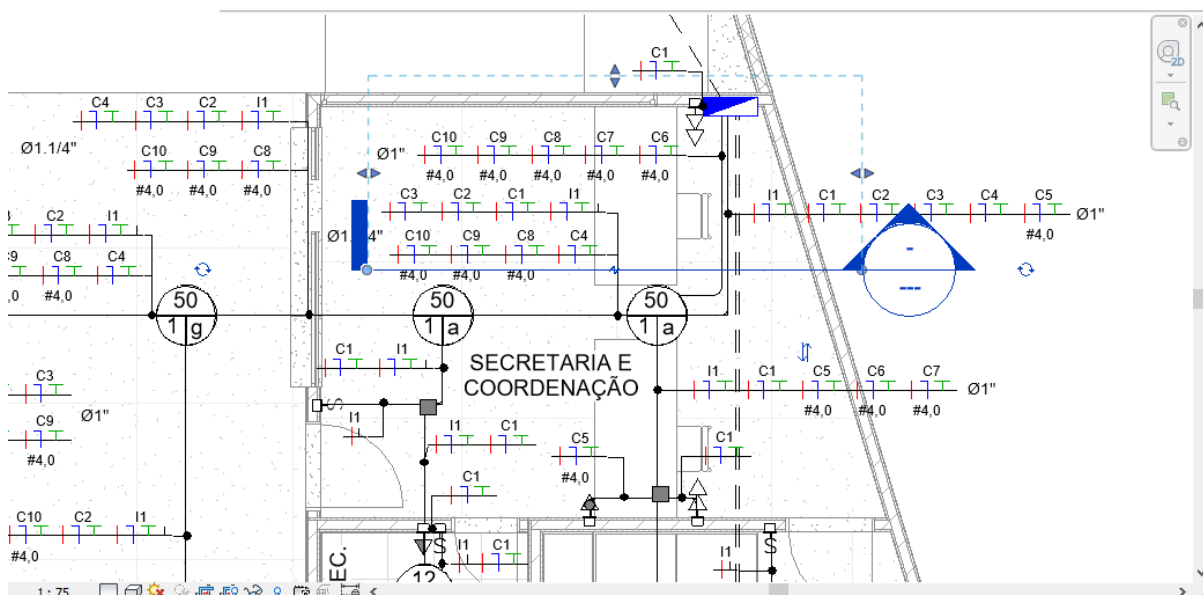 C1
2D
C4 C3 C2 I1
Ø1.1/4"
C10 C9 C8
#4,0 #4,0 #4,0
C10 C9 C8 C7 C6
Ø1"
#4,0 #4,0 #4,0 #4,0 #4,0
C3 C2 C1 I1
I1 C1 C2 C3 C4 C5
Ø1"
#4,0
C2 I1
C10 C9 C8 C4
#4,0 #4,0 #4,0
-
---
C9 C8 C4
#4,0
50
1 g
50
1 a
50
1 a
SECRETARIA E
COORDENAÇÃO
C1 I1
I1 C1 C5 C6 C7
Ø1"
#4,0 #4,0 #4,0
C3
Ø1"
S
I1
C9
#4,0
I1 C1
C5
#4,0
C1
C1
C10 C2 I1
#4,0
EC.
S
I1 C1
S
I1
12
1 : 75